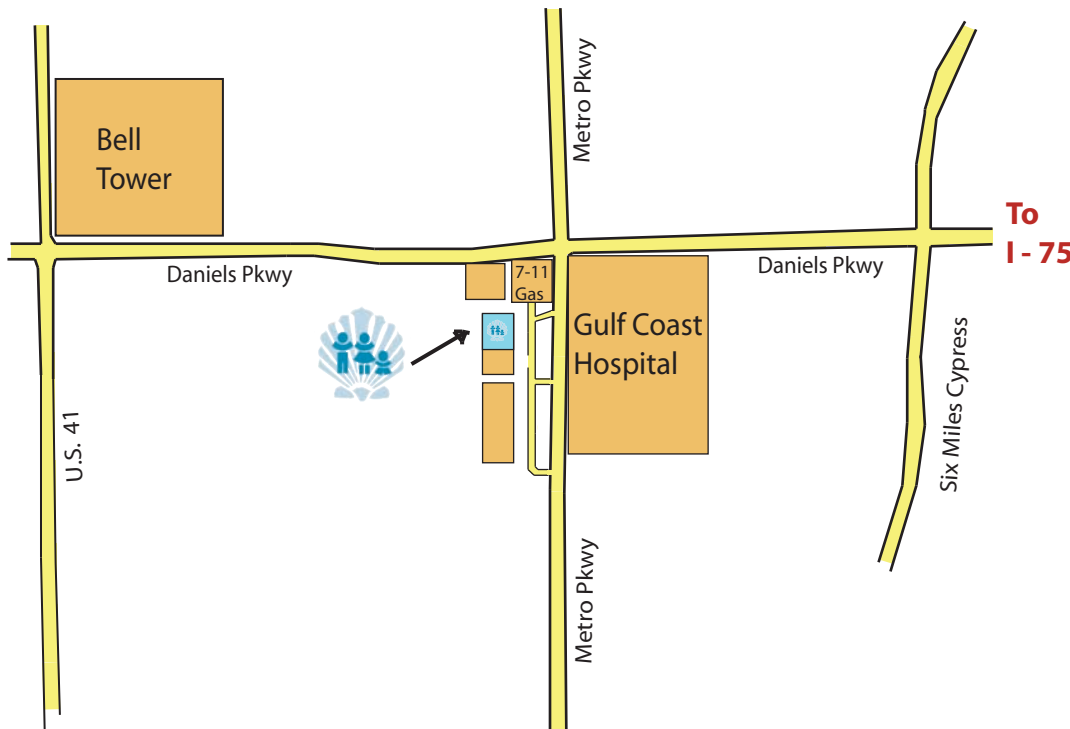 Metro Pkwy
Bell
Tower
To
I - 75
Daniels Pkwy
7-11
Gas
Daniels Pkwy
Gulf Coast
Hospital
U.S. 41
Six Miles Cypress
Metro Pkwy